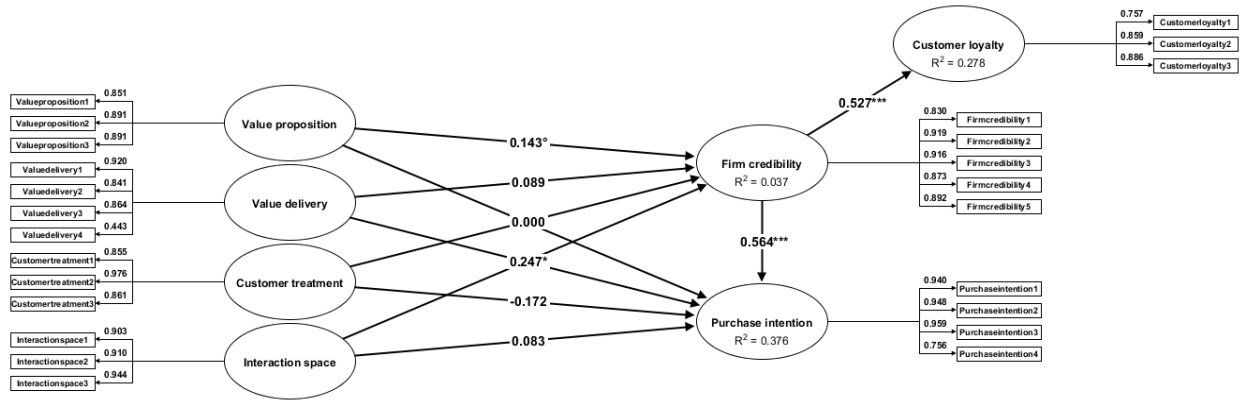 0.757
Customerloyalty1
Customer loyalty
0.859
Customerloyalty2
R² = 0.278
0.886
Customerloyalty3
0.527***
0.851
Valueproposition1
0.891
Valueproposition2
0.891
Valueproposition3
Value proposition
0.920
Valuedelivery1
0.841
Valuedelivery2
0.864
Valuedelivery3
0.443
Valuedelivery4
Value delivery
0.855
Customertreatment1
0.976
Customertreatment2
0.861
Customertreatment3
Customer treatment
0.903
Interactionspace1
0.910
Interactionspace2
0.944
Interactionspace3
Interaction space
0.143°
0.089
0.000
0.247*
-0.172
0.083
Firm credibility
R² = 0.037
0.830
Firmcredibility1
0.919
Firmcredibility2
0.916
Firmcredibility3
0.873
Firmcredibility4
0.892
Firmcredibility5
0.564***
Purchase intention
R² = 0.376
0.940
Purchaseintention1
0.948
Purchaseintention2
0.959
Purchaseintention3
0.756
Purchaseintention4